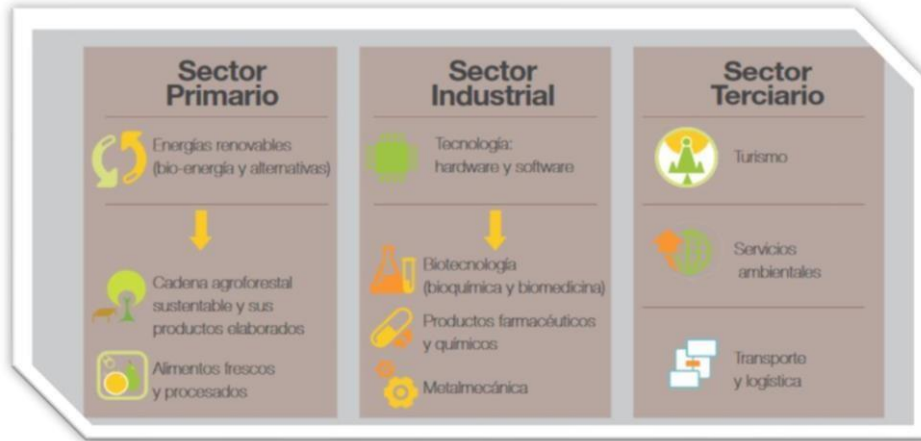 Sector
Primario
Energías renovables
(bio-energía y alternativas)
Cadena agroforestal
sustentable y sus
productos elaborados
Alimentos frescos
y procesados
Sector
Industrial
Tecnología:
hardware y software
Biotecnología
(bioquímica y biomedicina)
Productos farmacéuticos
y químicos
Metalmecánica
Sector
Terciario
Turismo
Servicios
ambientales
Transporte
y logística